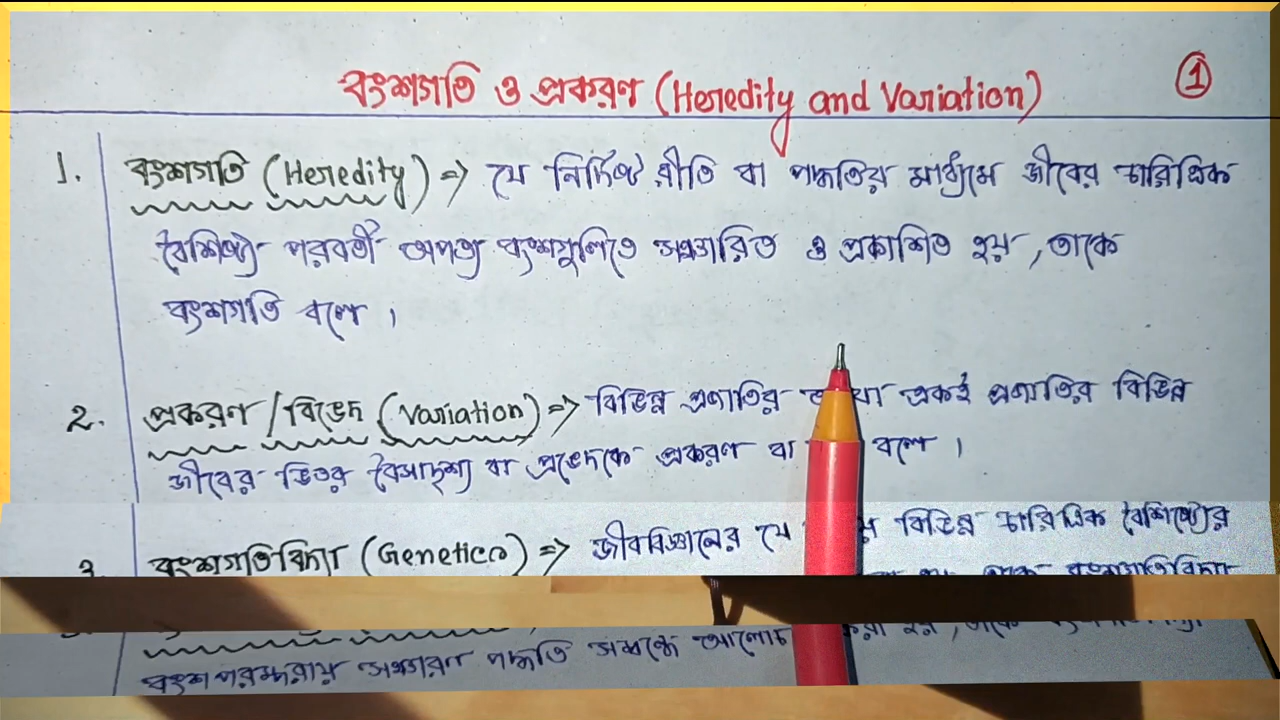 বংশগতি ও প্রকরণ (Heredity and Variation)
1
1. বংশগতি (Heredity) => যে নির্দিষ্ট রীতি বা পদ্ধতির মাধ্যমে জীবের চারিত্রিক
বৈশিষ্ট্য পরবর্তী অপত্য বংশগুলিতে সঞ্চারিত ও প্রকাশিত হয়, তাকে
বংশগতি বলে।
2. প্রকরণ / বিভেদ (Variation) => বিভিন্ন প্রজাতির একই প্রজাতির বিভিন্ন
জীবের ভিতর বৈসাদৃশ্য বা প্রভেদকে প্রকরণ বা বলে।
3. বংশগতিবিদ্যা (Genetics) => জীববিজ্ঞানের যে বিভিন্ন চারিত্রিক বৈশিষ্ট্যের
বংশগতিবিদ্যা
বংশপরম্পরায় সঞ্চারণ পদ্ধতি সম্বন্ধে করা হয়, তাকে